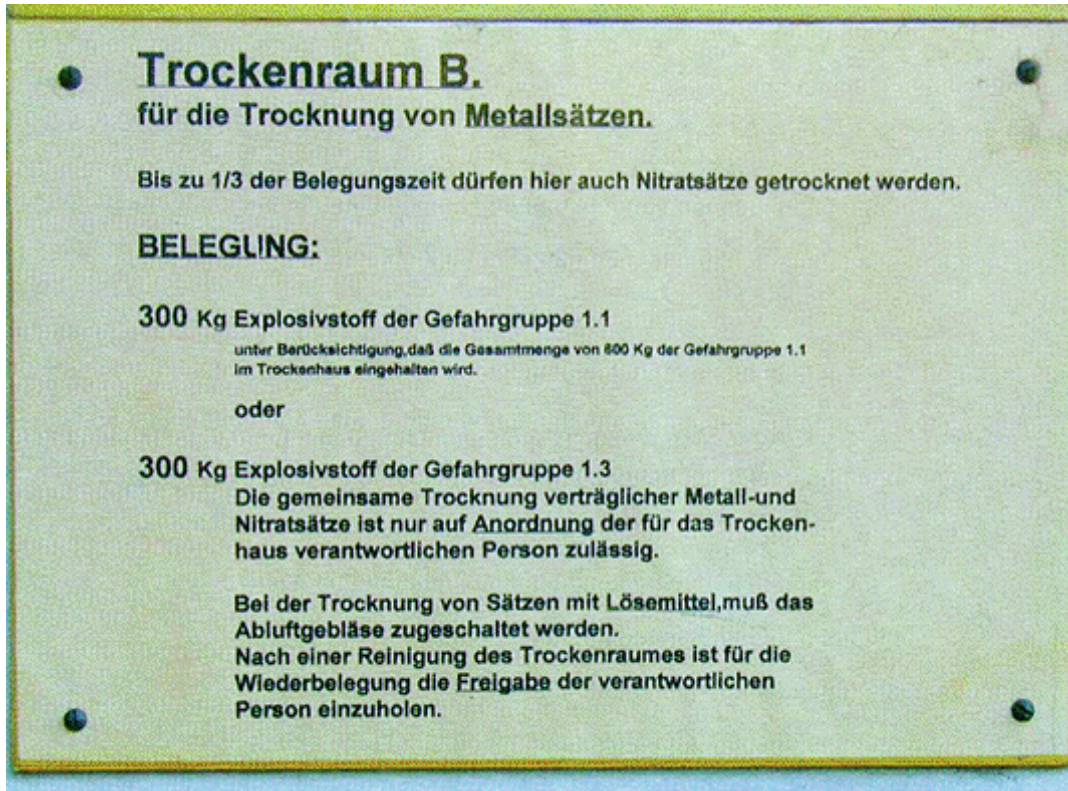 Trockenraum B.
für die Trocknung von Metallsätzen.
Bis zu 1/3 der Belegungszeit dürfen hier auch Nitratsätze getrocknet werden.
BELEGUNG:
300 Kg Explosivstoff der Gefahrgruppe 1.1
unter Berücksichtigung,daß die Gesamtmenge von 600 Kg der Gefahrgruppe 1.1
im Trockenhaus eingehalten wird.
oder
300 Kg Explosivstoff der Gefahrgruppe 1.3
Die gemeinsame Trocknung verträglicher Metall-und
Nitratsätze ist nur auf Anordnung der für das Trocken-
haus verantwortlichen Person zulässig.
Bei der Trocknung von Sätzen mit Lösemittel,muß das
Abluftgebläse zugeschaltet werden.
Nach einer Reinigung des Trockenraumes ist für die
Wiederbelegung die Freigabe der verantwortlichen
Person einzuholen.